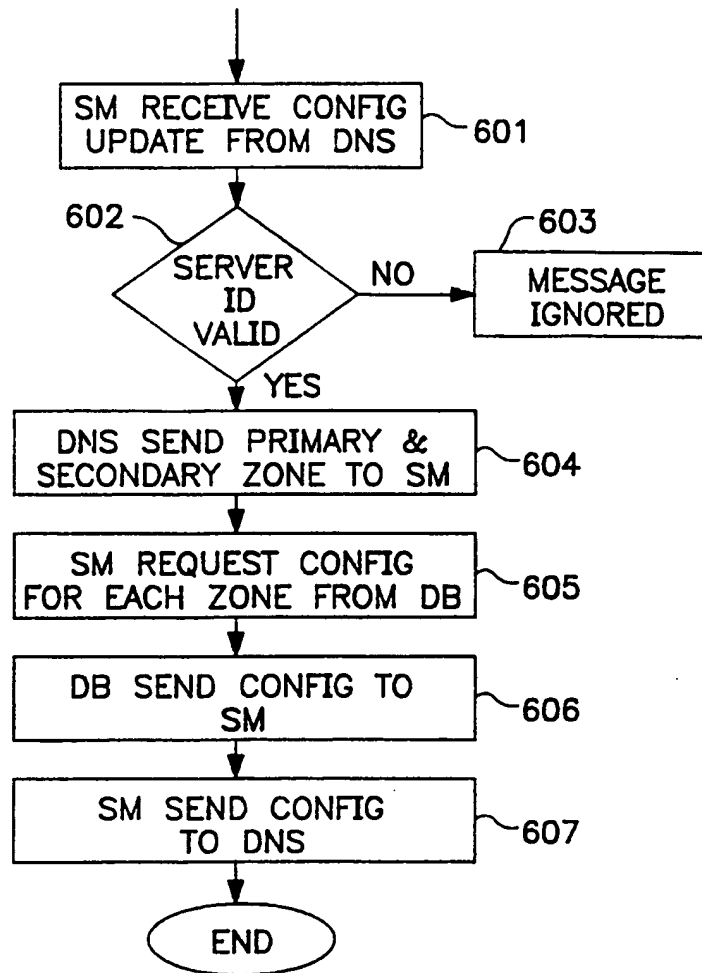 SM RECEIVE CONFIG
UPDATE FROM DNS
601
602
SERVER
ID
VALID
NO
603
MESSAGE
IGNORED
YES
DNS SEND PRIMARY &
SECONDARY ZONE TO SM
604
SM REQUEST CONFIG
FOR EACH ZONE FROM DB
605
DB SEND CONFIG TO
SM
606
SM SEND CONFIG
TO DNS
607
END